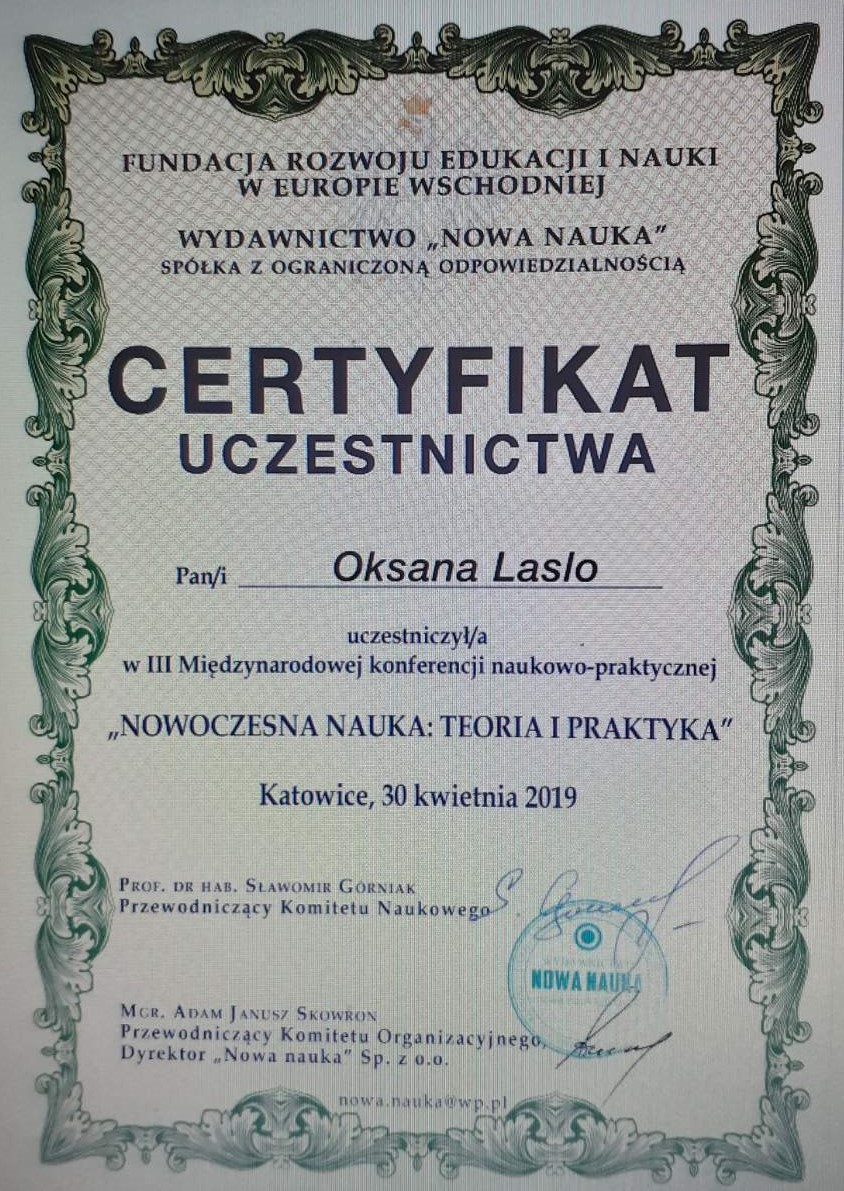 FUNDACJA ROZWOJU EDUKACJI I NAUKI
W EUROPIE WSCHODNIEJ
WYDAWNICTWO „NOWA NAUKA”
SPÓŁKA Z OGRANICZONĄ ODPOWIEDZIALNOŚCIĄ
CERTYFIKAT
UCZESTNICTWA
Pan/i Oksana Laslo
uczestniczył/a
w III Międzynarodowej konferencji naukowo-praktycznej
„NOWOCZESNA NAUKA: TEORIA I PRAKTYKA”
Katowice, 30 kwietnia 2019
PROF. DR HAB. SŁAWOMIR GÓRNIAK
Przewodniczący Komitetu Naukowego
NOWA NAUKA
MGR. ADAM JANUSZ SKOWRON
Przewodniczący Komitetu Organizacyjnego,
Dyrektor „Nowa nauka” Sp. z o.o.
nowa.nauka@wp.pl